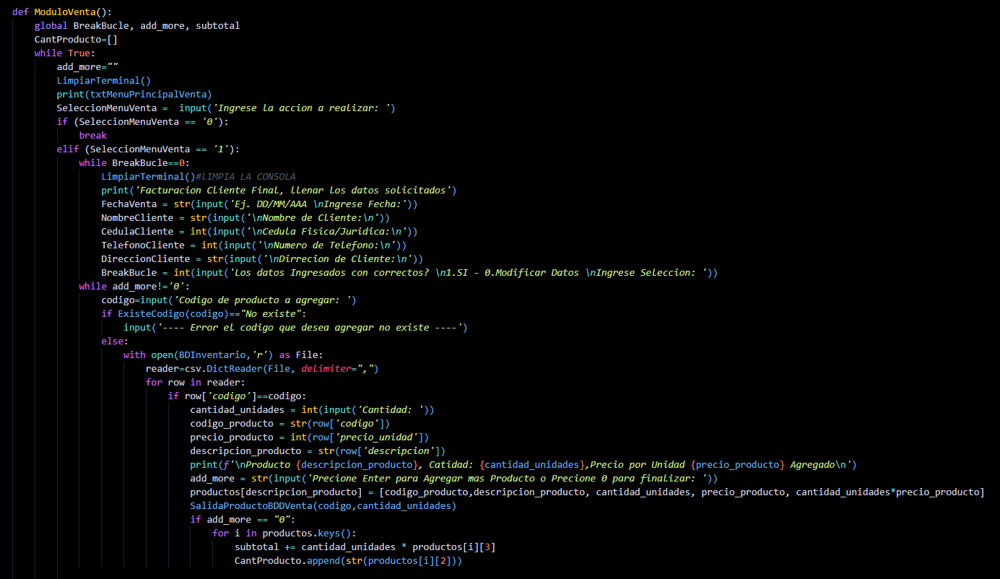 def ModuloVenta():
    global BreakBucle, add_more, subtotal
    CantProducto=[]
    while True:
        add_more=""
        LimpiarTerminal()
        print(txtMenuPrincipalVenta)
        SeleccionMenuVenta =  input('Ingrese la accion a realizar: ')
        if (SeleccionMenuVenta == '0'):
            break
        elif (SeleccionMenuVenta == '1'):
            while BreakBucle==0:
                LimpiarTerminal()#lIMPIA LA CONSOLA
                print('Facturacion Cliente Final, llenar los datos solicitados')
                FechaVenta = str(input('Ej. DD/MM/AAA \nIngrese Fecha:'))
                NombreCliente = str(input('\nNombre de Cliente:\n'))
                CedulaCliente = int(input('\nCedula Fisica/Juridica:\n'))
                TelefonoCliente = int(input('\nNumero de Telefono:\n'))
                DireccionCliente = str(input('\nDirrecion de Cliente:\n'))
                BreakBucle = int(input('Los datos Ingresados con correctos? \n1.SI - 0.Modificar Datos \nIngrese Seleccion: '))
            while add_more!='0':
                codigo=input('Codigo de producto a agregar: ')
                if ExisteCodigo(codigo)=="No existe":
                    input('---- Error el codigo que desea agregar no existe ----')
                else:
                    with open(BDInventario,'r') as File:
                        reader=csv.DictReader(File, delimiter=",")
                        for row in reader:
                            if row['codigo']==codigo:
                                cantidad_unidades = int(input('Cantidad: '))
                                codigo_producto = str(row['codigo'])
                                precio_producto = int(row['precio_unidad'])
                                descripcion_producto = str(row['descripcion'])
                                print(f'\nProducto {descripcion_producto}, Catidad: {cantidad_unidades},Precio por Unidad {precio_producto} Agregado\n')
                                add_more = str(input('Precione Enter para Agregar mas Producto o Precione 0 para finalizar: '))
                                productos[descripcion_producto] = [codigo_producto,descripcion_producto, cantidad_unidades, precio_producto, cantidad_unidades*precio_producto]
                                SalidaProductoBDDVenta(codigo,cantidad_unidades)
                                if add_more == "0":
                                    for i in productos.keys():
                                        subtotal += cantidad_unidades * productos[i][3]
                                        CantProducto.append(str(productos[i][2]))